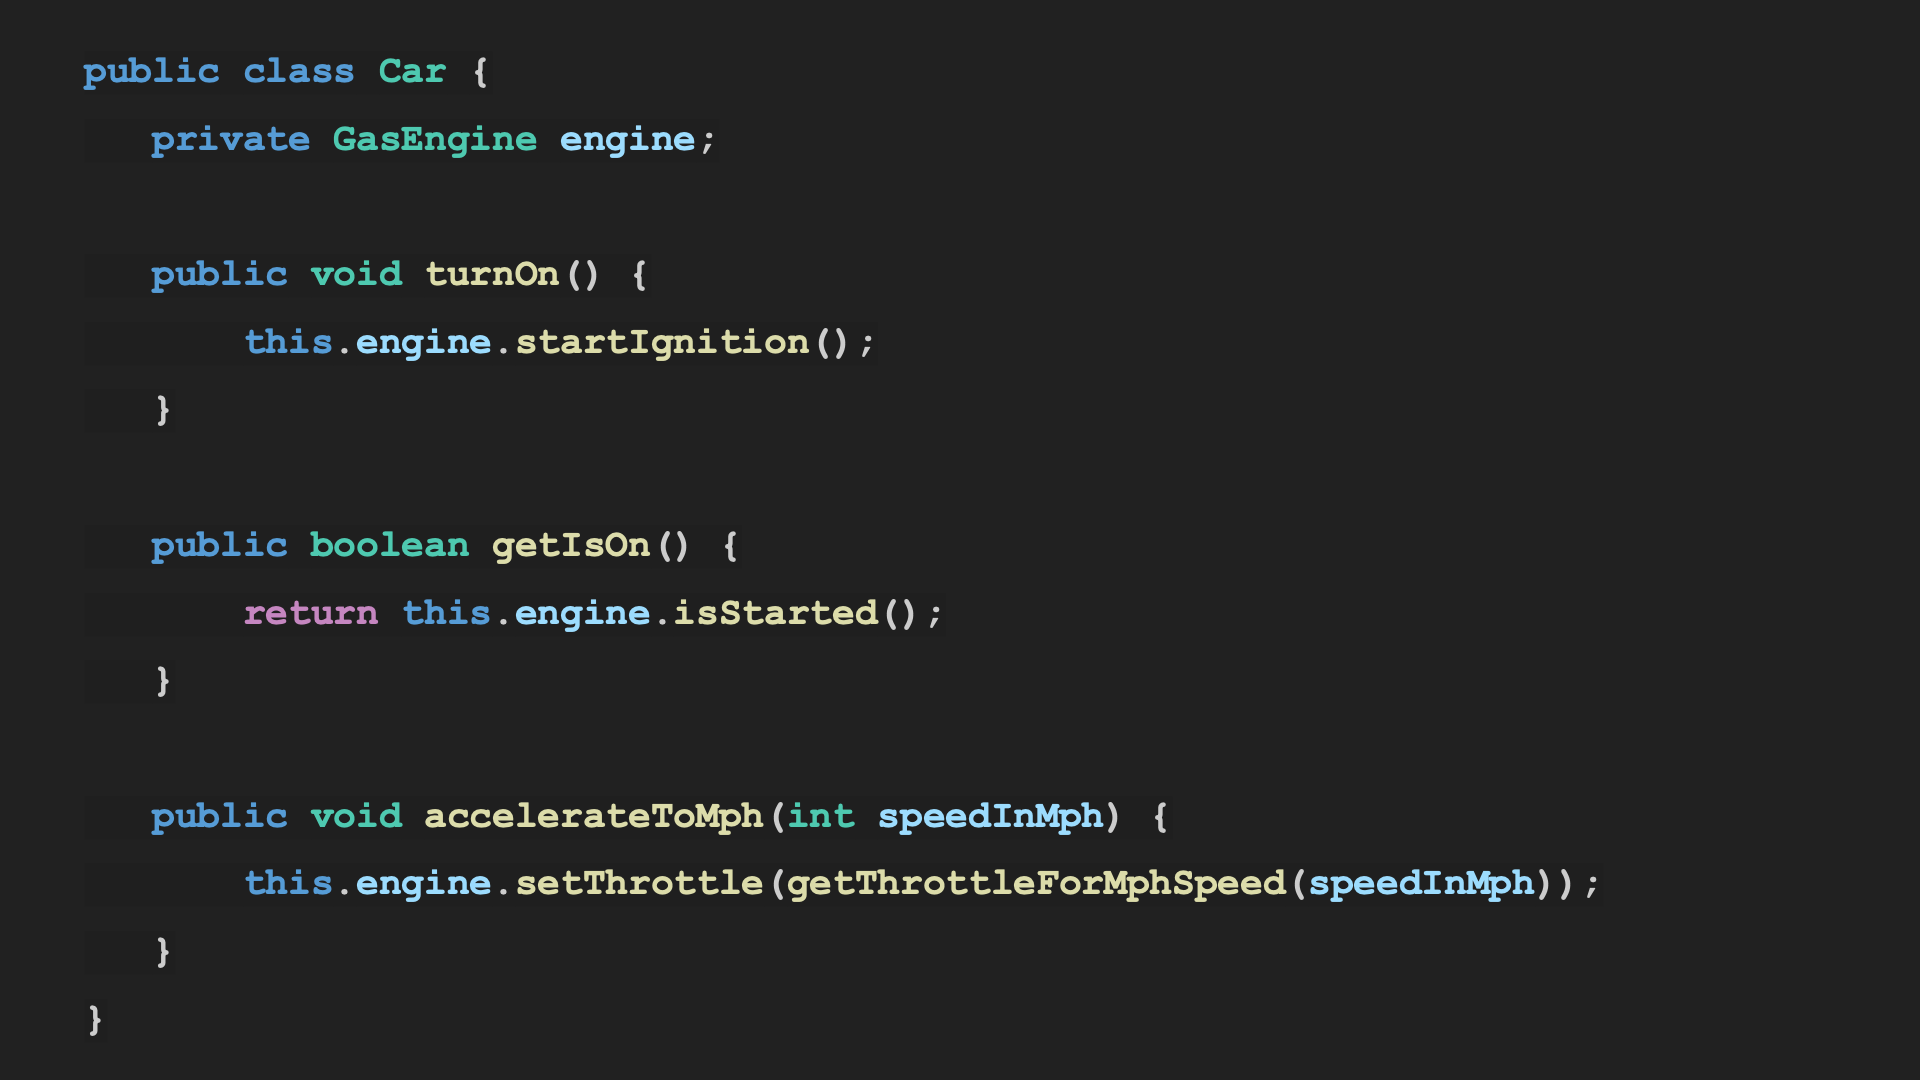 public class Car {
private GasEngine engine;
public void turnOn() {
this.engine.startIgnition();
}
public boolean getIsOn() {
return this.engine.isStarted();
}
public void accelerateToMph(int speedInMph) {
this.engine.setThrottle(getThrottleForMphSpeed(speedInMph));
}
}